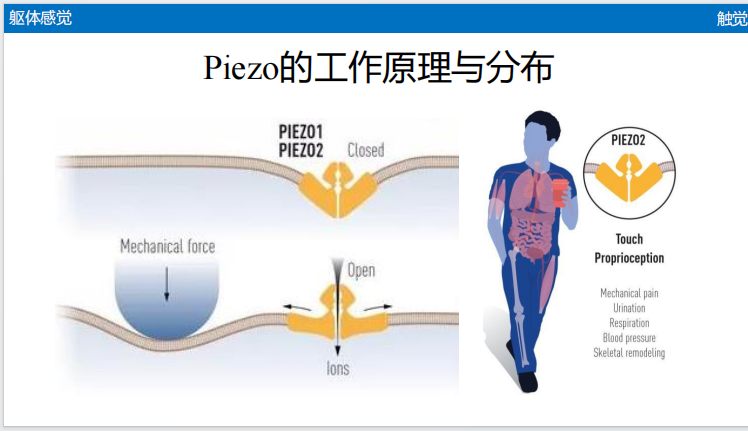 躯体感觉
触觉
Piezo的工作原理与分布
PIEZO1
PIEZO2
Closed
Mechanical force
Open
Ions
PIEZO2
Touch
Proprioception
Mechanical pain
Urination
Respiration
Blood pressure
Skeletal remodeling